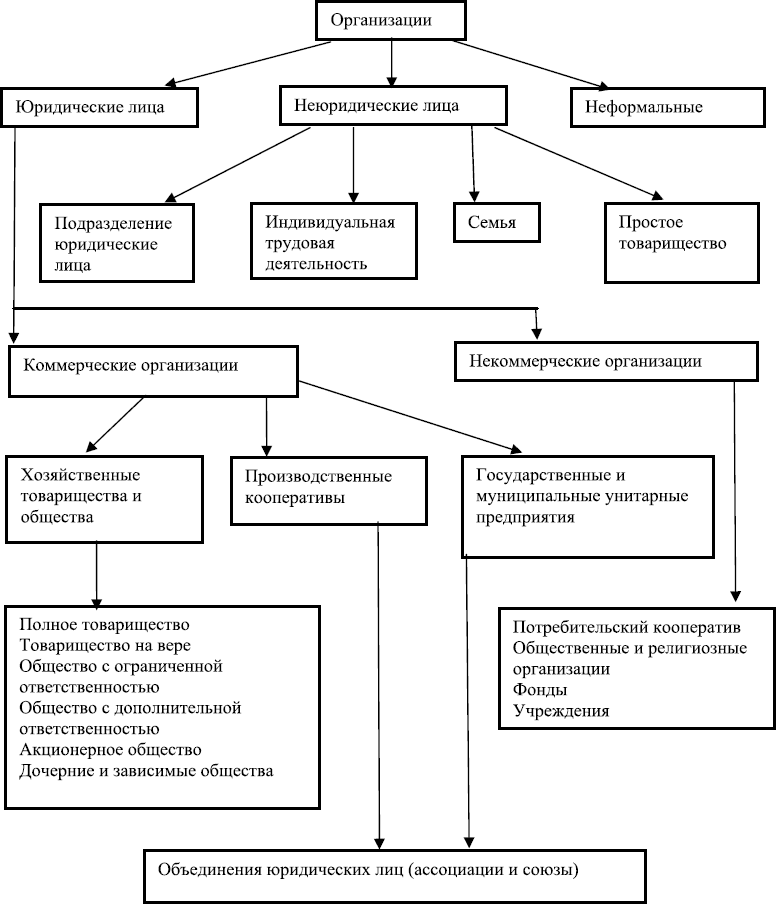 Организации
Юридические лица
Неюридические лица
Неформальные
Подразделение
юридические
лица
Индивидуальная
трудовая
деятельность
Семья
Простое
товарищество
Коммерческие организации
Некоммерческие организации
Хозяйственные
товарищества и
общества
Производственные
кооперативы
Государственные и
муниципальные унитарные
предприятия
Полное товарищество
Товарищество на вере
Общество с ограниченной
ответственностью
Общество с дополнительной
ответственностью
Акционерное общество
Дочерние и зависимые общества
Потребительский кооператив
Общественные и религиозные
организации
Фонды
Учреждения
Объединения юридических лиц (ассоциации и союзы)